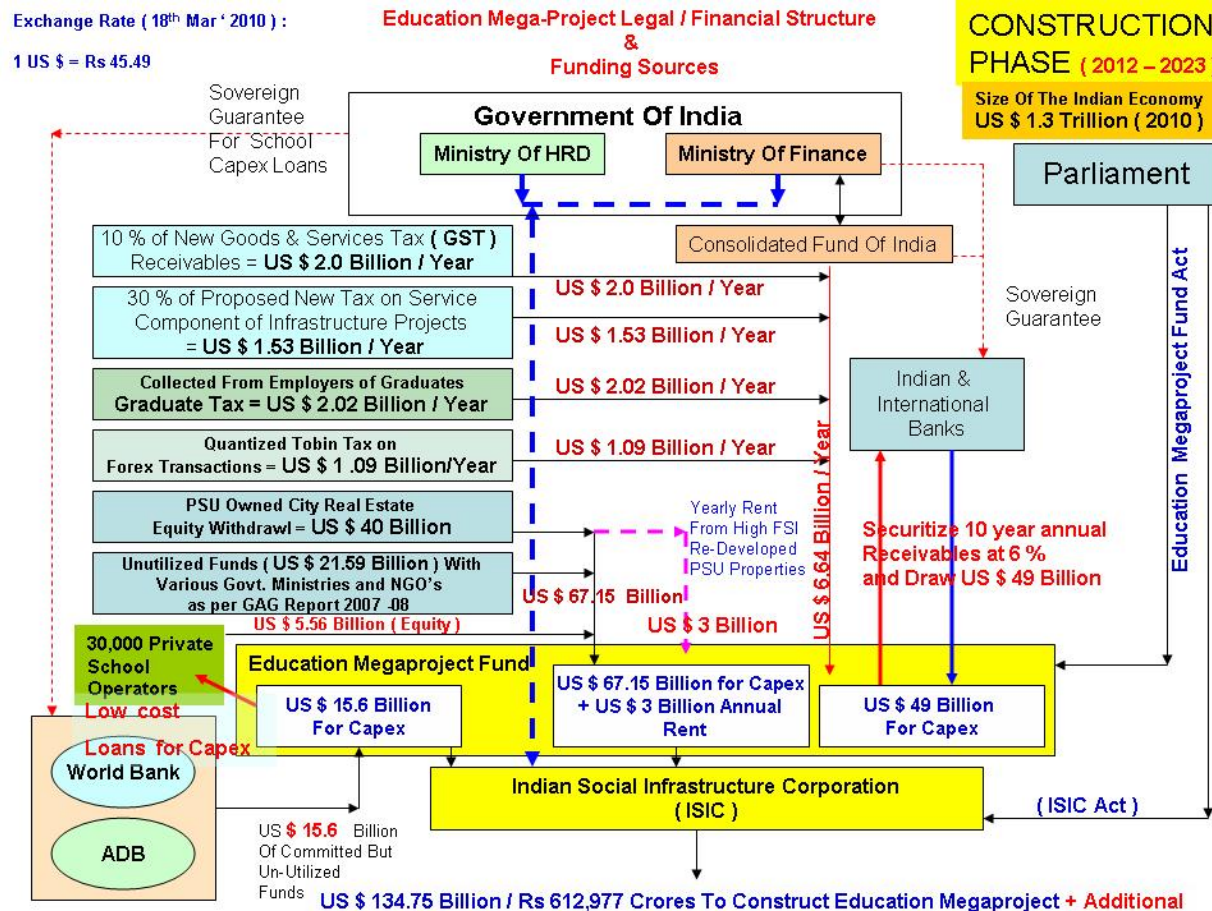 Exchange Rate ( 18th Mar ' 2010 ) :
1 US $ = Rs 45.49
Education Mega-Project Legal / Financial Structure
&
Funding Sources
CONSTRUCTION
PHASE ( 2012 – 2023 )
Size Of The Indian Economy
US $ 1.3 Trillion ( 2010 )
Sovereign
Guarantee
For School
Capex Loans
Government Of India
Ministry Of HRD
Ministry Of Finance
Parliament
Consolidated Fund Of India
10 % of New Goods & Services Tax ( GST )
Receivables = US $ 2.0 Billion / Year
US $ 2.0 Billion / Year
30 % of Proposed New Tax on Service
Component of Infrastructure Projects
= US $ 1.53 Billion / Year
US $ 1.53 Billion / Year
Collected From Employers of Graduates
Graduate Tax = US $ 2.02 Billion / Year
US $ 2.02 Billion / Year
Quantized Tobin Tax on
Forex Transactions = US $ 1 .09 Billion/Year
US $ 1.09 Billion / Year
PSU Owned City Real Estate
Equity Withdrawl = US $ 40 Billion
Unutilized Funds ( US $ 21.59 Billion ) With
Various Govt. Ministries and NGO's
as per GAG Report 2007 -08
US $ 5.56 Billion ( Equity )
US $ 67.15 Billion
Yearly Rent
From High FSI
Re-Developed
PSU Properties
US $ 3 Billion
US $ 6.64 Billion / Year
Sovereign
Guarantee
Indian &
International
Banks
Securitize 10 year annual
Receivables at 6 %
and Draw US $ 49 Billion
Education Megaproject Fund Act
30,000 Private
School
Operators
Low cost
Loans for Capex
Education Megaproject Fund
US $ 15.6 Billion
For Capex
US $ 67.15 Billion for Capex
+ US $ 3 Billion Annual
Rent
US $ 49 Billion
For Capex
World Bank
ADB
Indian Social Infrastructure Corporation
( ISIC )
( ISIC Act )
US $ 15.6 Billion
Of Committed But
Un-Utilized
Funds
US $ 134.75 Billion / Rs 612,977 Crores To Construct Education Megaproject + Additional